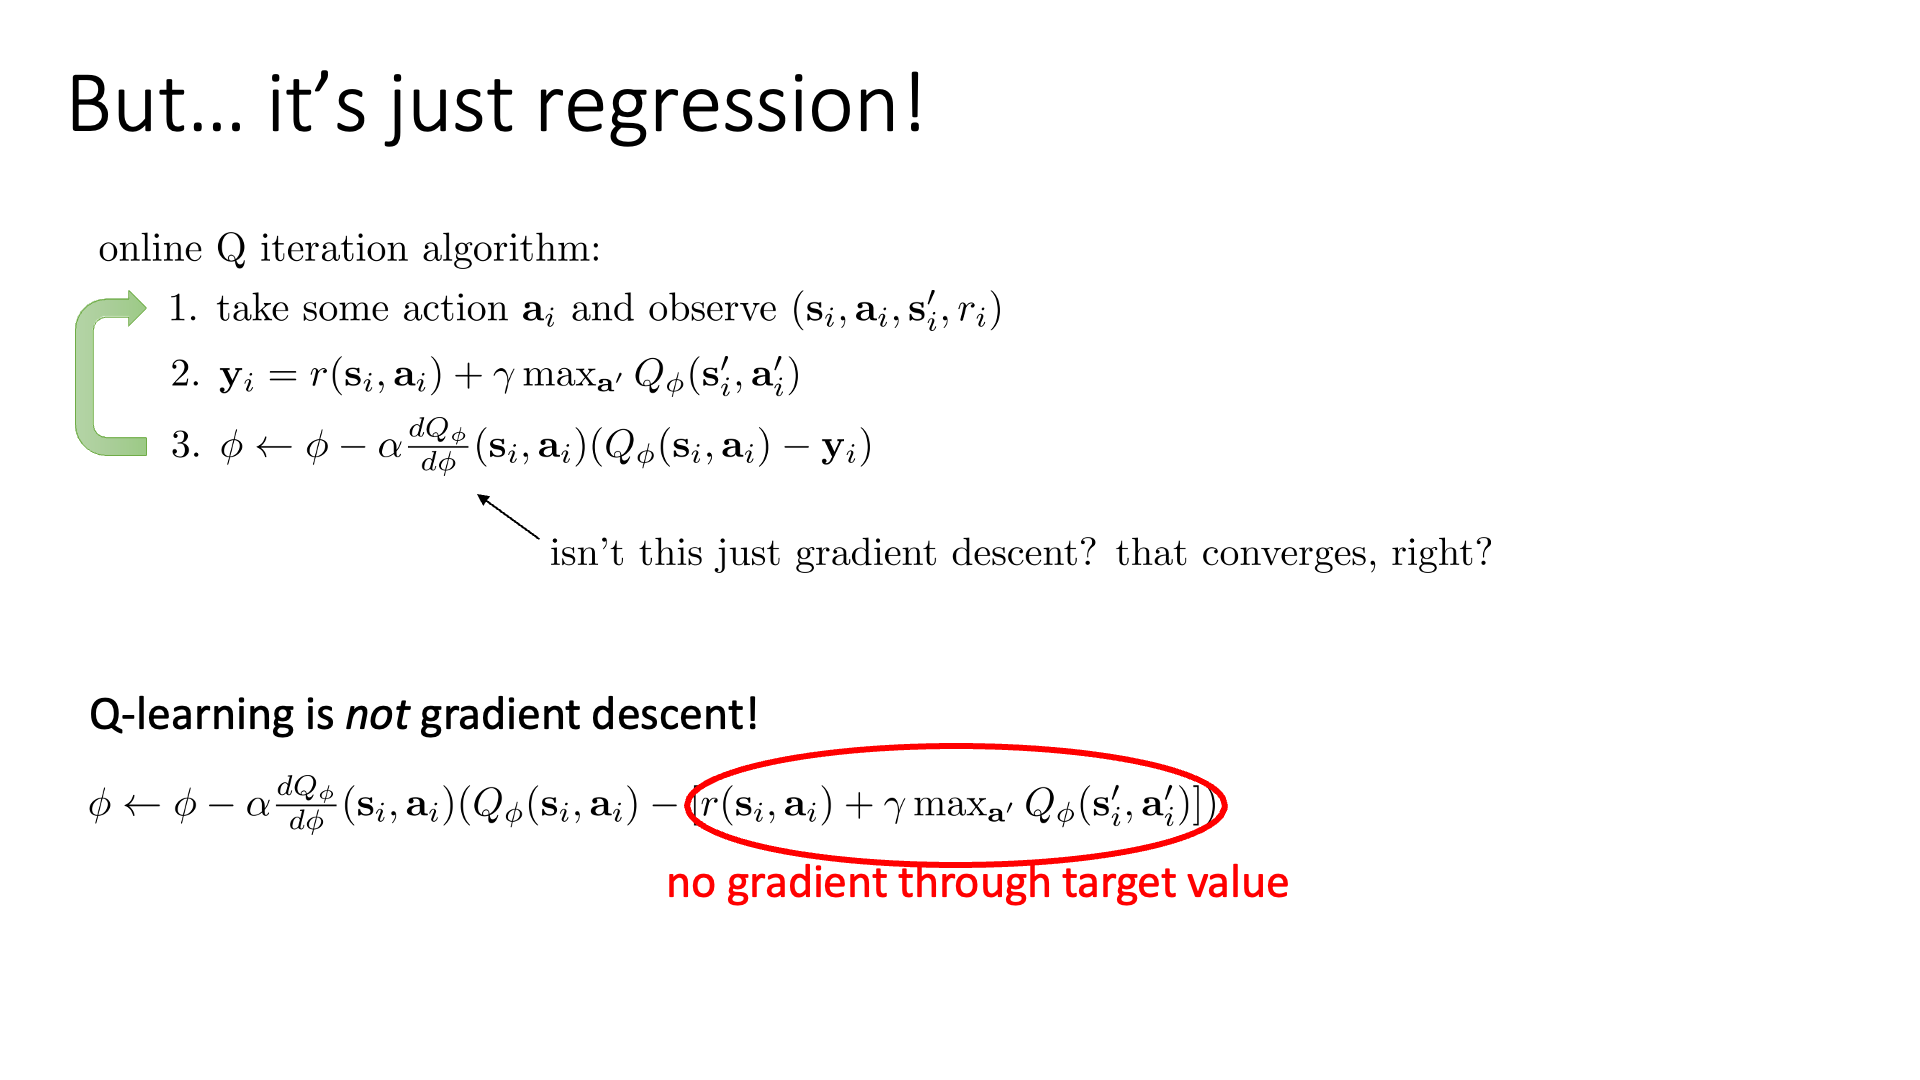 But... it's just regression!
online Q iteration algorithm:
1. take some action $\mathbf{a}_i$ and observe $(\mathbf{s}_i, \mathbf{a}_i, \mathbf{s}'_i, r_i)$
2. $\mathbf{y}_i = r(\mathbf{s}_i, \mathbf{a}_i) + \gamma \max_{\mathbf{a}'} Q_\phi(\mathbf{s}'_i, \mathbf{a}'_i)$
3. $\phi \leftarrow \phi - \alpha \frac{dQ_\phi}{d\phi}(\mathbf{s}_i, \mathbf{a}_i)(Q_\phi(\mathbf{s}_i, \mathbf{a}_i) - \mathbf{y}_i)$
isn't this just gradient descent? that converges, right?
Q-learning is not gradient descent!
$\phi \leftarrow \phi - \alpha \frac{dQ_\phi}{d\phi}(\mathbf{s}_i, \mathbf{a}_i)(Q_\phi(\mathbf{s}_i, \mathbf{a}_i) - [r(\mathbf{s}_i, \mathbf{a}_i) + \gamma \max_{\mathbf{a}'} Q_\phi(\mathbf{s}'_i, \mathbf{a}'_i)])$
no gradient through target value